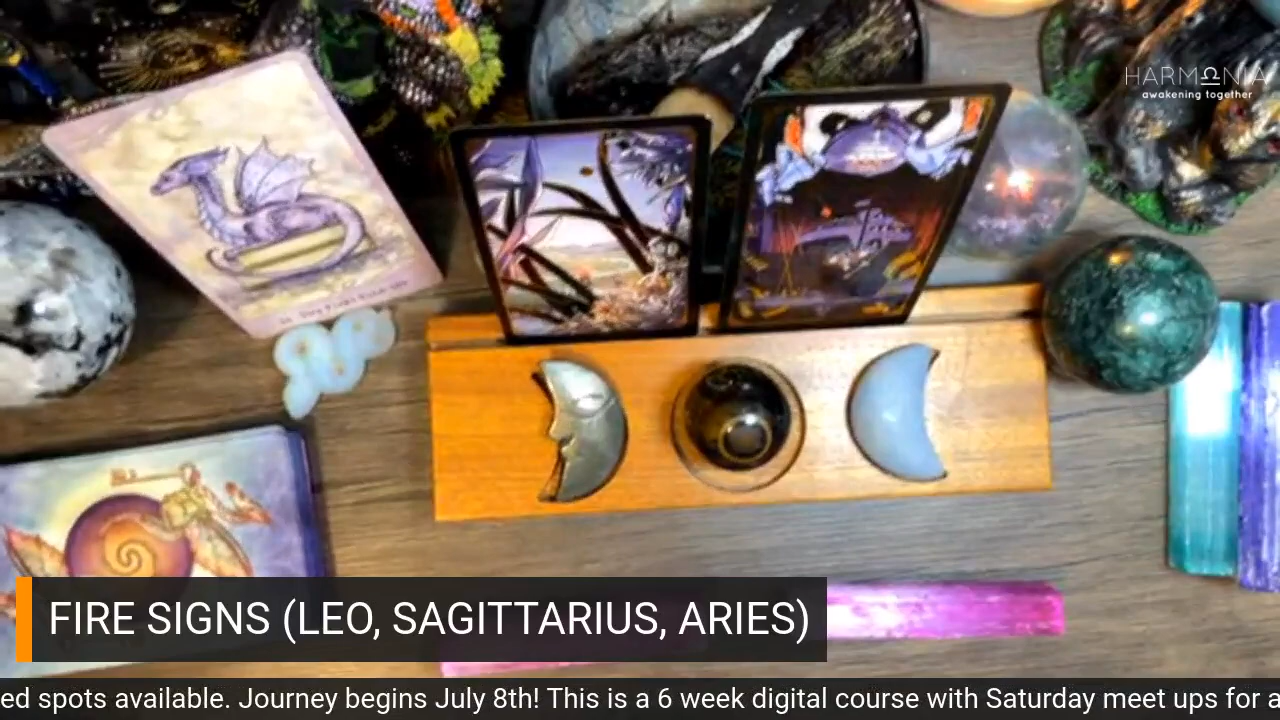 HARMONIA
awakening together
FIRE SIGNS (LEO, SAGITTARIUS, ARIES)
ed spots available. Journey begins July 8th! This is a 6 week digital course with Saturday meet ups for a